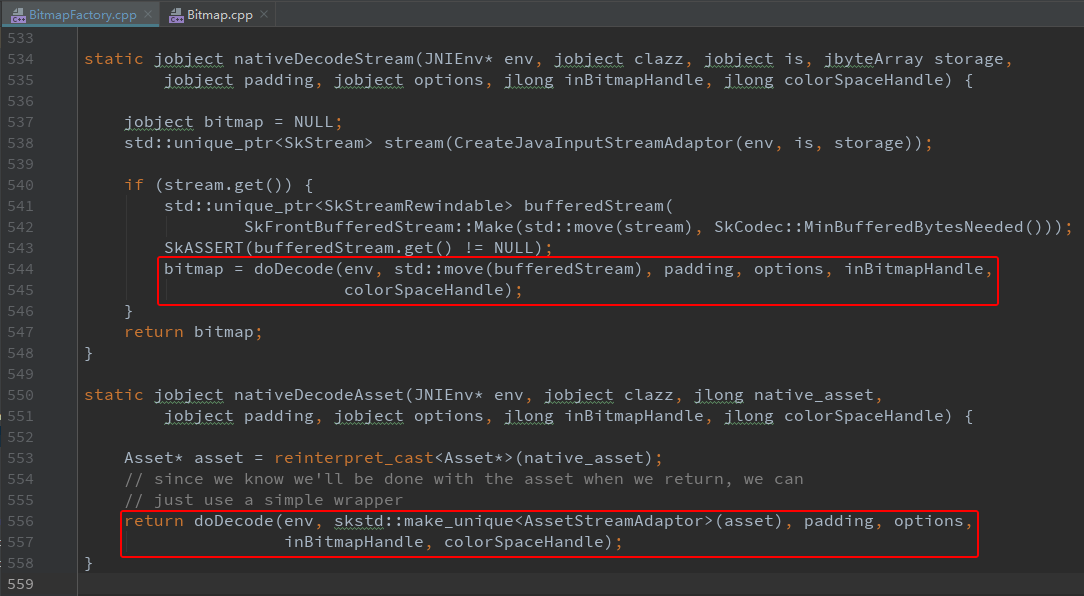 BitmapFactory.cpp × Bitmap.cpp ×
533
534 static jobject nativeDecodeStream(JNIEnv* env, jobject clazz, jobject is, jbyteArray storage,
535         jobject padding, jobject options, jlong inBitmapHandle, jlong colorSpaceHandle) {
536
537     jobject bitmap = NULL;
538     std::unique_ptr<SkStream> stream(CreateJavaInputStreamAdaptor(env, is, storage));
539
540     if (stream.get()) {
541         std::unique_ptr<SkStreamRewindable> bufferedStream(
542                 SkFrontBufferedStream::Make(std::move(stream), SkCodec::MinBufferedBytesNeeded()));
543         SkASSERT(bufferedStream.get() != NULL);
544         bitmap = doDecode(env, std::move(bufferedStream), padding, options, inBitmapHandle,
545                           colorSpaceHandle);
546     }
547     return bitmap;
548 }
549
550 static jobject nativeDecodeAsset(JNIEnv* env, jobject clazz, jlong native_asset,
551         jobject padding, jobject options, jlong inBitmapHandle, jlong colorSpaceHandle) {
552
553     Asset* asset = reinterpret_cast<Asset*>(native_asset);
554     // since we know we'll be done with the asset when we return, we can
555     // just use a simple wrapper
556     return doDecode(env, skstd::make_unique<AssetStreamAdaptor>(asset), padding, options,
557                     inBitmapHandle, colorSpaceHandle);
558 }
559